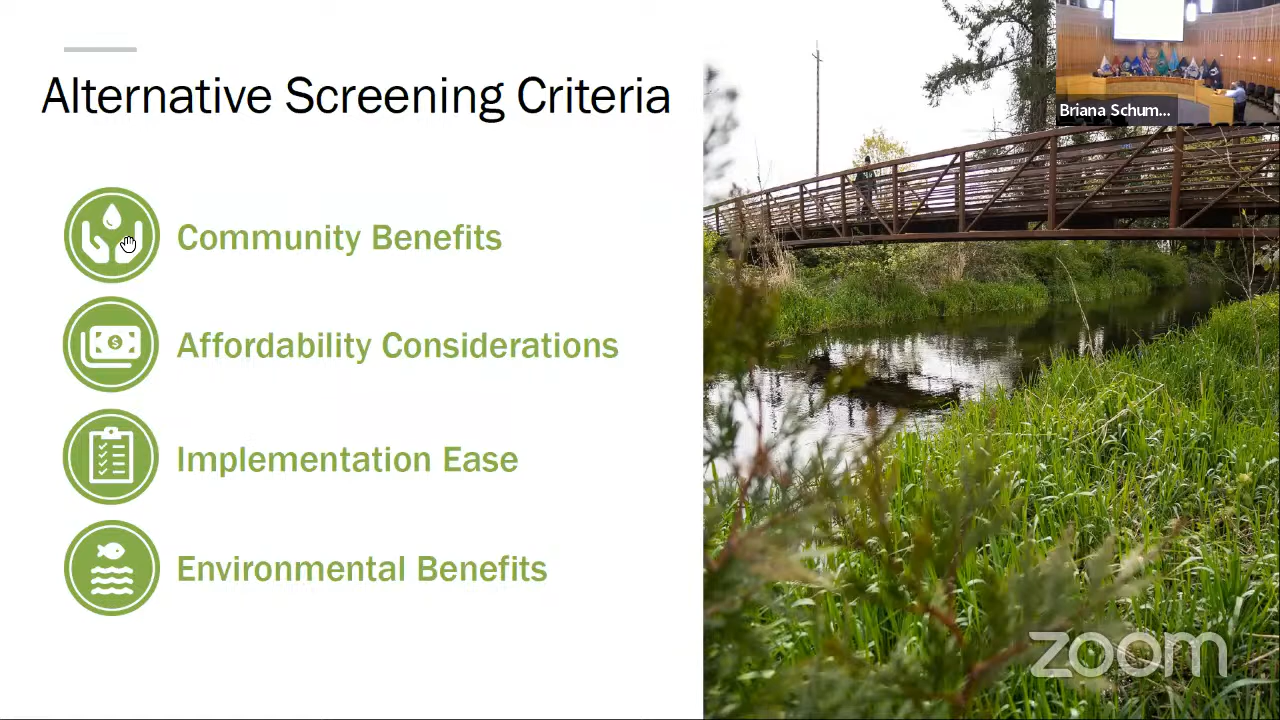 Alternative Screening Criteria
Briana Schum...
Community Benefits
$
Affordability Considerations
Implementation Ease
Environmental Benefits
zoom